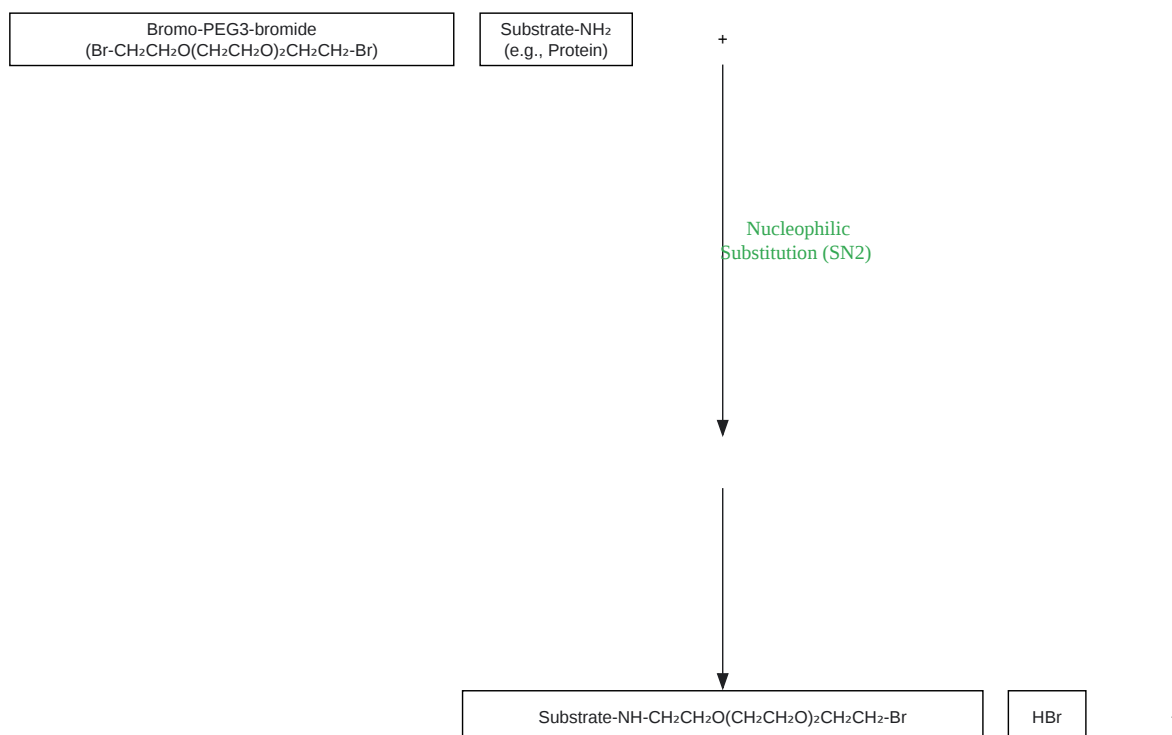 Bromo-PEG3-bromide
(Br-CH₂CH₂O(CH₂CH₂O)₂CH₂CH₂-Br)
Substrate-NH₂
(e.g., Protein)
+
Nucleophilic
Substitution (SN2)
Substrate-NH-CH₂CH₂O(CH₂CH₂O)₂CH₂CH₂-Br
HBr